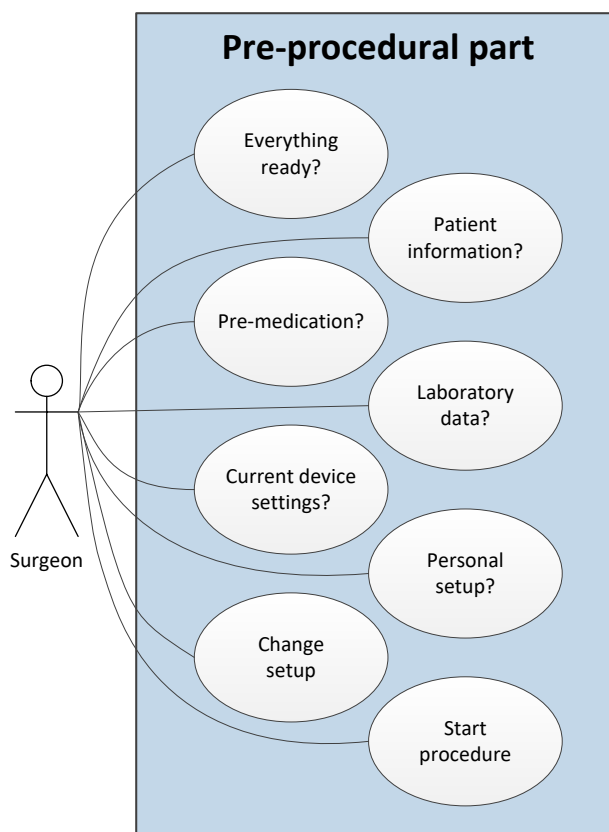 Pre-procedural part
Everything
ready?
Patient
information?
Pre-medication?
Laboratory
data?
Current device
settings?
Surgeon
Personal
setup?
Change
setup
Start
procedure